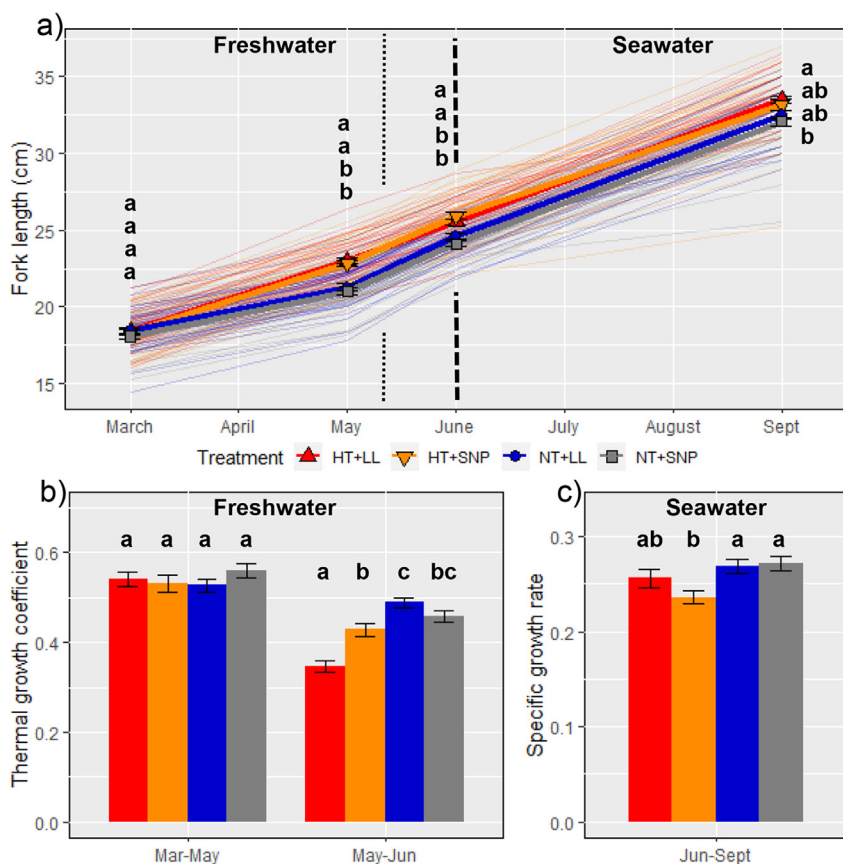 a)
Freshwater
Seawater
Fork length (cm)
35
30
25
20
15
a
a
a
a
a
a
b
b
a
a
b
b
a
ab
ab
b
March April May June July August Sept
Treatment HT+LL HT+SNP NT+LL NT+SNP
b)
Freshwater
Thermal growth coefficient
0.6
0.4
0.2
0.0
a a a a
a b c bc
Mar-May May-Jun
c)
Seawater
Specific growth rate
0.3
0.2
0.1
0.0
ab b a a
Jun-Sept